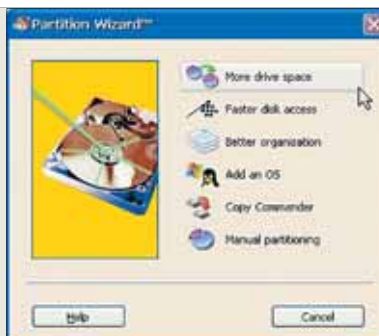 Partition Wizard™
More drive space
Faster disk access
Better organization
Add an OS
Copy Commander
Manual partitioning
Help
Cancel